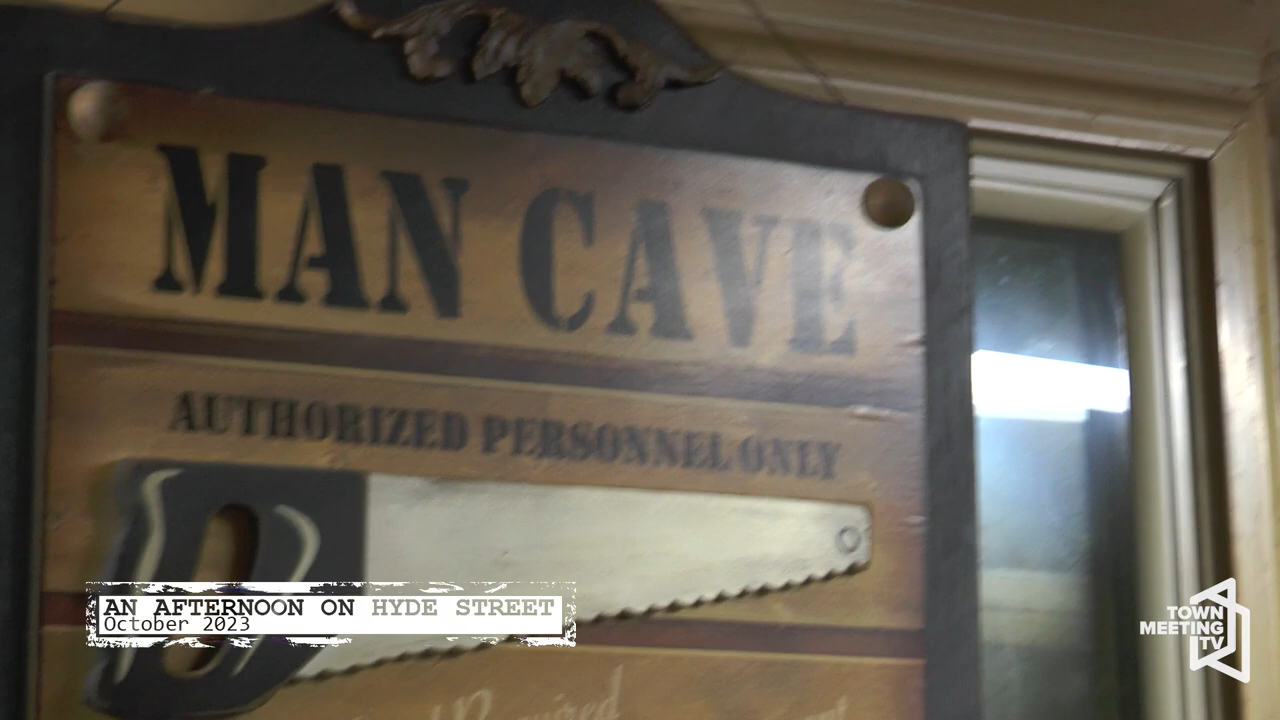 MAN CAVE
AUTHORIZED PERSONNEL ONLY
AN AFTERNOON ON HYDE STREET
October 2023
TOWN
MEETING
TV